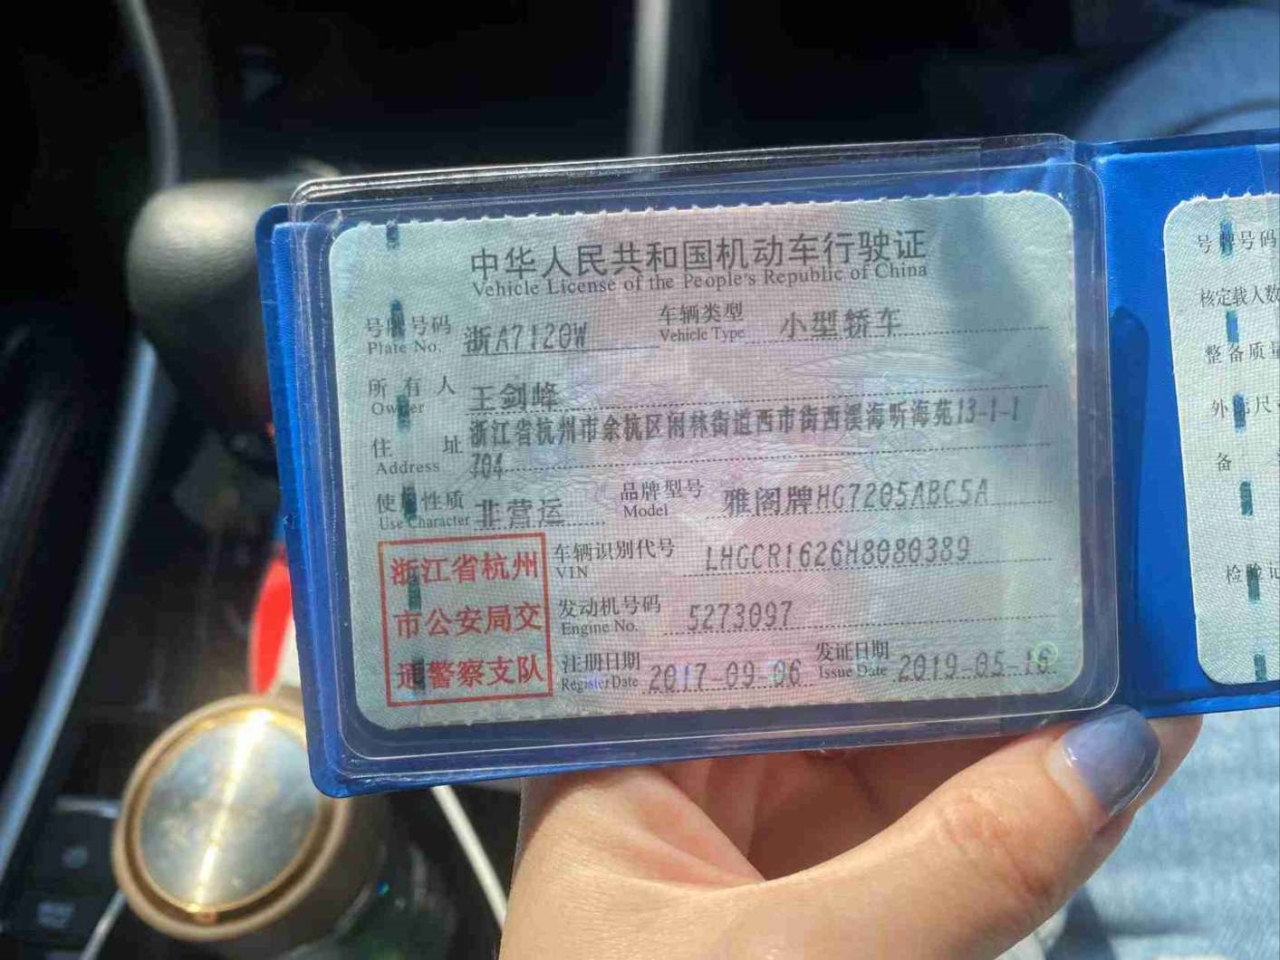 中华人民共和国机动车行驶证
Vehicle License of the People's Republic of China
号牌号码 浙A7120W 车辆类型 小型轿车
Plate No. Vehicle Type
所有人 王剑峰
Owner
住址 浙江省杭州市余杭区闲林街道西市街西溪海听海苑13-1-1
Address 704
使用性质 非营运 品牌型号 雅阁牌HG7205ABC5A
Use Character Model
浙江省杭州
市公安局交
通警察支队
车辆识别代号 LHGCR1626H8080389
VIN
发动机号码 5273097
Engine No.
注册日期 2017-09-06 发证日期 2019-05-16
Register Date Issue Date
号牌号码
核定载人数
整备质量
备